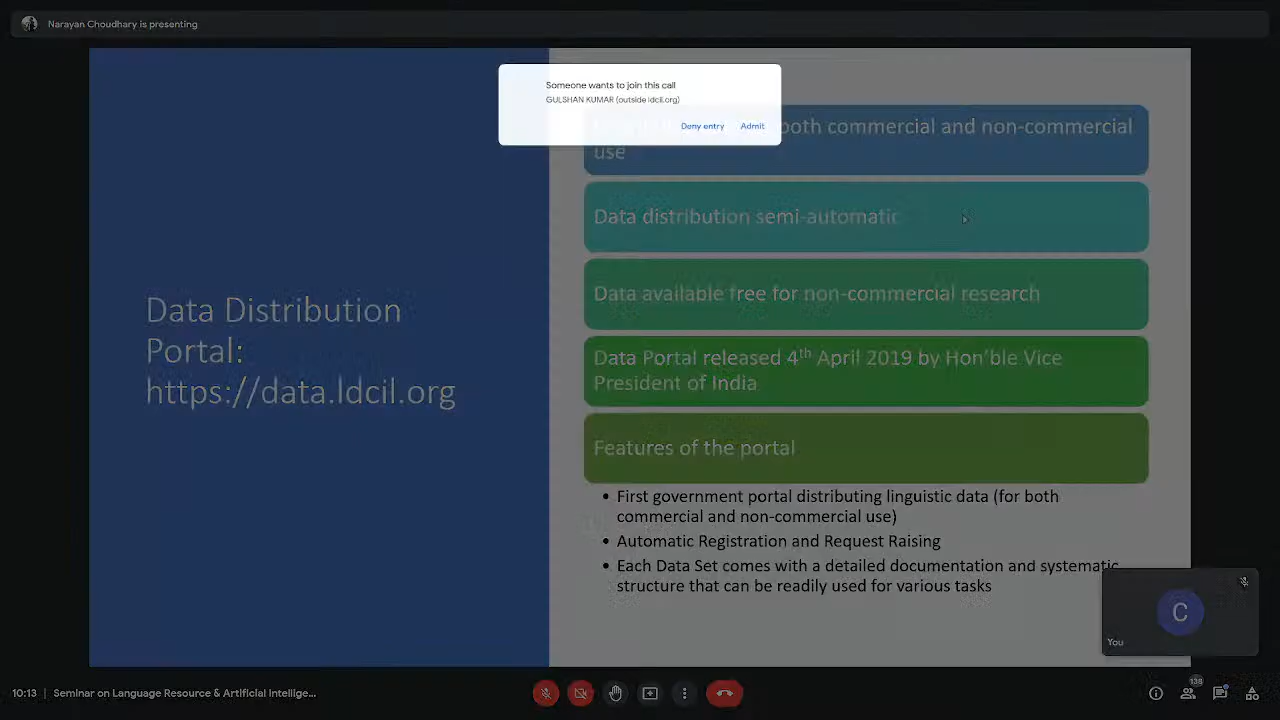 Narayan Choudhary is presenting
Someone wants to join this call
GULSHAN KUMAR (outside ldcil.org)
Deny entry Admit
both commercial and non-commercial
use
Data distribution semi-automatic
Data available free for non-commercial research
Data Portal released 4th April 2019 by Hon'ble Vice
President of India
Features of the portal
• First government portal distributing linguistic data (for both
commercial and non-commercial use)
• Automatic Registration and Request Raising
• Each Data Set comes with a detailed documentation and systematic
structure that can be readily used for various tasks
Data Distribution
Portal:
https://data.ldcil.org
C
You
10:13 | Seminar on Language Resource & Artificial Intellige...
138